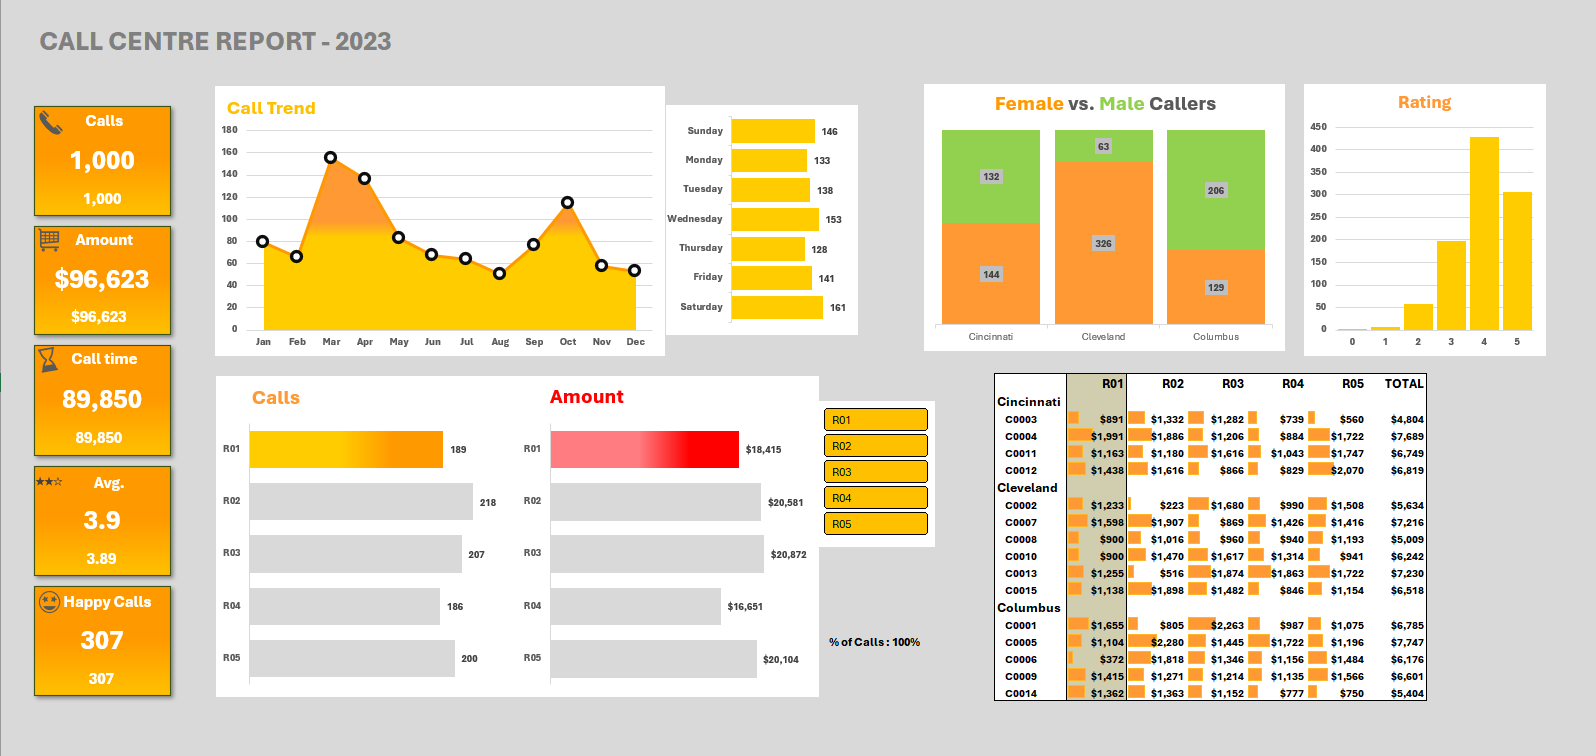 CALL CENTRE REPORT - 2023
Calls
1,000
1,000
Amount
$96,623
$96,623
Call time
89,850
89,850
Avg.
3.9
3.89
Happy Calls
307
307
Call Trend
180
160
140
120
100
80
60
40
20
0
Jan Feb Mar Apr May Jun Jul Aug Sep Oct Nov Dec
Sunday 146
Monday 133
Tuesday 138
Wednesday 153
Thursday 128
Friday 141
Saturday 161
Female vs. Male Callers
132 63 206
144 326 129
Cincinnati Cleveland Columbus
Rating
450
400
350
300
250
200
150
100
50
0
0 1 2 3 4 5
Calls
R01 189
R02 218
R03 207
R04 186
R05 200
Amount
R01 $18,415
R02 $20,581
R03 $20,872
R04 $16,651
R05 $20,104
R01
R02
R03
R04
R05
% of Calls : 100%
R01 R02 R03 R04 R05 TOTAL
Cincinnati
C0003 $891 $1,332 $1,282 $739 $560 $4,804
C0004 $1,991 $1,886 $1,206 $884 $1,722 $7,689
C0011 $1,163 $1,180 $1,616 $1,043 $1,747 $6,749
C0012 $1,438 $1,616 $866 $829 $2,070 $6,819
Cleveland
C0002 $1,233 $223 $1,680 $990 $1,508 $5,634
C0007 $1,598 $1,907 $869 $1,426 $1,416 $7,216
C0008 $900 $1,016 $960 $940 $1,193 $5,009
C0010 $900 $1,470 $1,617 $1,314 $941 $6,242
C0013 $1,255 $516 $1,874 $1,863 $1,722 $7,230
C0015 $1,138 $1,898 $1,482 $846 $1,154 $6,518
Columbus
C0001 $1,655 $805 $2,263 $987 $1,075 $6,785
C0005 $1,104 $2,280 $1,445 $1,722 $1,196 $7,747
C0006 $372 $1,818 $1,346 $1,156 $1,484 $6,176
C0009 $1,415 $1,271 $1,214 $1,135 $1,566 $6,601
C0014 $1,362 $1,363 $1,152 $777 $750 $5,404